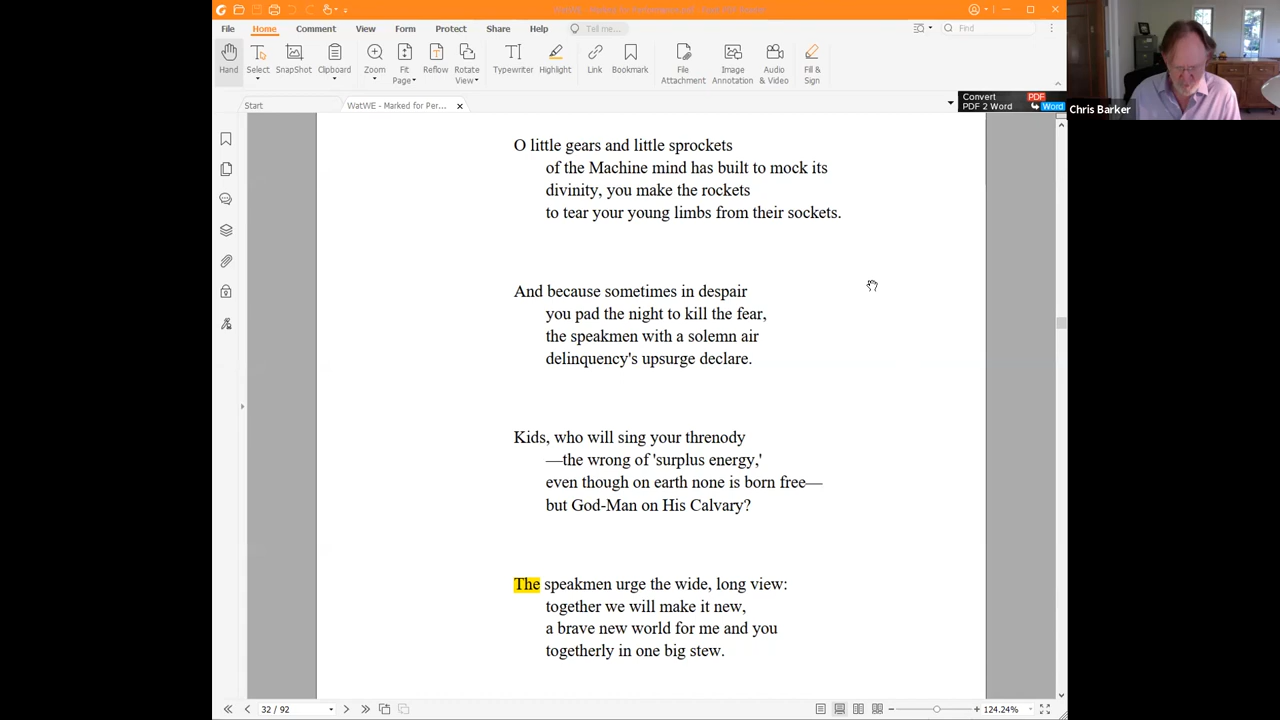 File Home Comment View Form Protect Share Help Tell me... Find
Hand Select SnapShot Clipboard Zoom Fit Page Reflow Rotate View Typewriter Highlight Link Bookmark File Attachment Image Annotation Audio & Video Fill & Sign
Start WatWE - Marked for Per...
Convert PDF
PDF 2 Word Word
Chris Barker
O little gears and little sprockets
of the Machine mind has built to mock its
divinity, you make the rockets
to tear your young limbs from their sockets.
And because sometimes in despair
you pad the night to kill the fear,
the speakmen with a solemn air
delinquency's upsurge declare.
Kids, who will sing your threnody
—the wrong of 'surplus energy,'
even though on earth none is born free—
but God-Man on His Calvary?
The speakmen urge the wide, long view:
together we will make it new,
a brave new world for me and you
togetherly in one big stew.
32 / 92 124.24%